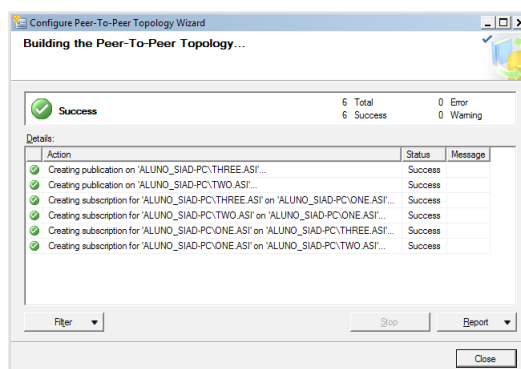 Configure Peer-To-Peer Topology Wizard
Building the Peer-To-Peer Topology...
Success
6 Total 0 Error
6 Success 0 Warning
Details:
Action Status Message
Creating publication on 'ALUNO_SIAD-PC\THREE.ASI'... Success
Creating publication on 'ALUNO_SIAD-PC\TWO.ASI'... Success
Creating subscription for 'ALUNO_SIAD-PC\THREE.ASI' on 'ALUNO_SIAD-PC\ONE.ASI'... Success
Creating subscription for 'ALUNO_SIAD-PC\TWO.ASI' on 'ALUNO_SIAD-PC\ONE.ASI'... Success
Creating subscription for 'ALUNO_SIAD-PC\ONE.ASI' on 'ALUNO_SIAD-PC\THREE.ASI'... Success
Creating subscription for 'ALUNO_SIAD-PC\ONE.ASI' on 'ALUNO_SIAD-PC\TWO.ASI'... Success
Filter Stop Report
Close